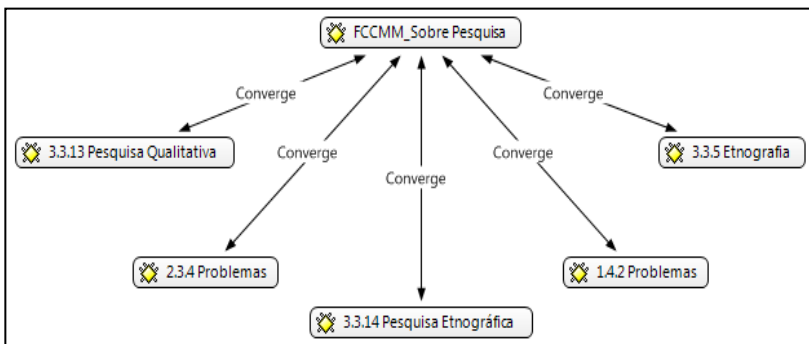 FCCMM_Sobre Pesquisa
Converge
Converge
3.3.13 Pesquisa Qualitativa
Converge
Converge
3.3.5 Etnografia
Converge
2.3.4 Problemas
1.4.2 Problemas
3.3.14 Pesquisa Etnográfica